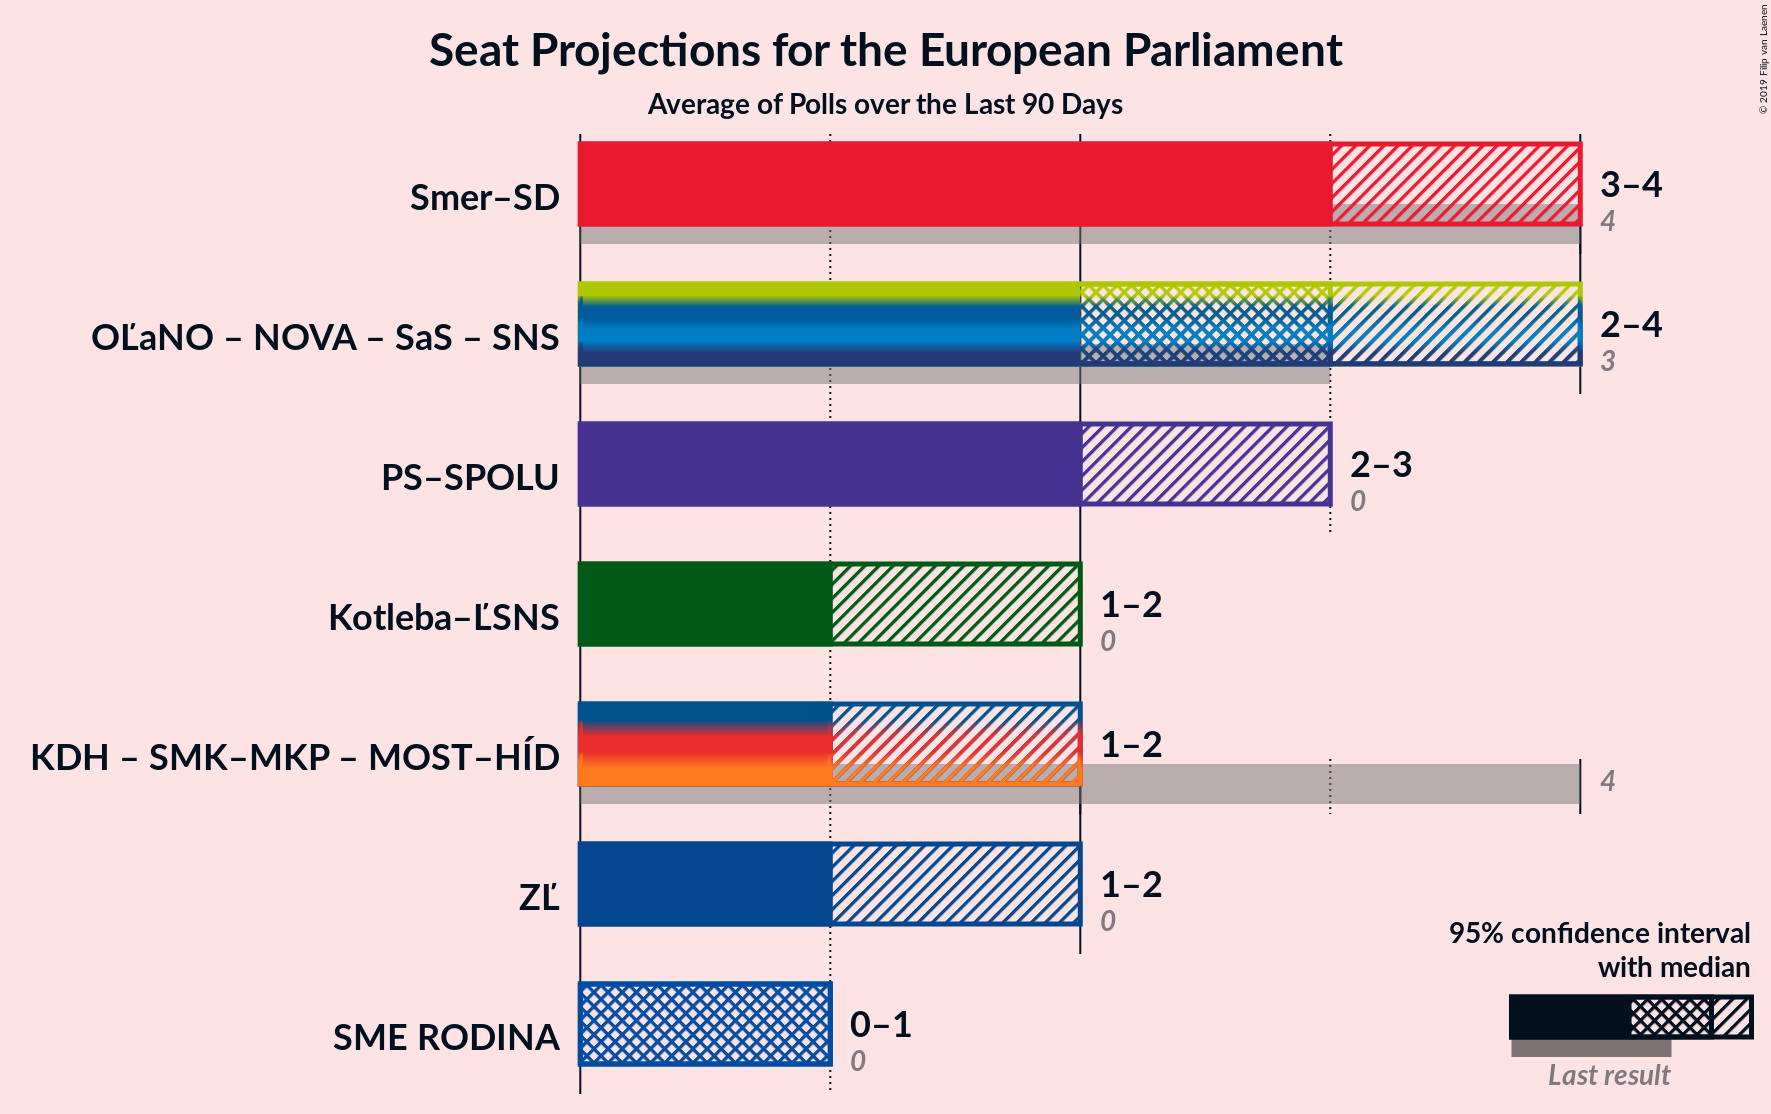 Seat Projections for the European Parliament
Average of Polls over the Last 90 Days
© 2019 Filip van Laenen
Smer–SD
3–4
4
OĽaNO – NOVA – SaS – SNS
2–4
3
PS–SPOLU
2–3
0
Kotleba–ĽSNS
1–2
0
KDH – SMK–MKP – MOST–HÍD
1–2
4
ZĽ
1–2
0
SME RODINA
0–1
0
95% confidence interval
with median
Last result